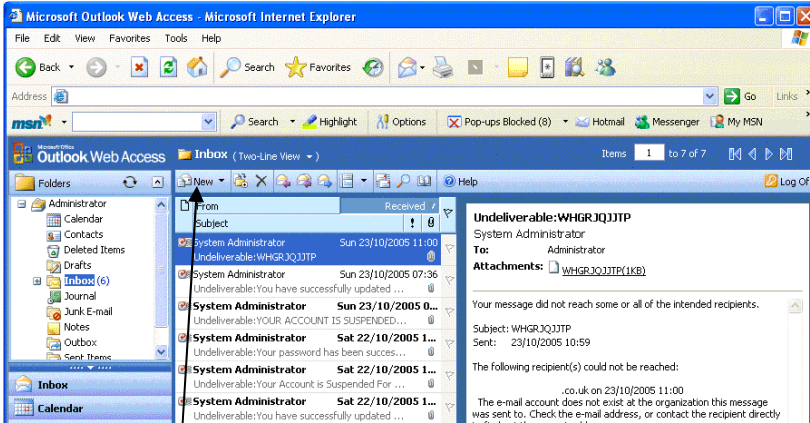 Microsoft Outlook Web Access - Microsoft Internet Explorer
File Edit View Favorites Tools Help
Back Search Favorites
Address Go Links
msn Search Highlight Options Pop-ups Blocked (8) Hotmail Messenger My MSN
Microsoft Office
Outlook Web Access Inbox (Two-Line View) Items 1 to 7 of 7
Folders New Help Log Of
Administrator
Calendar
Contacts
Deleted Items
Drafts
Inbox (6)
Journal
Junk E-mail
Notes
Outbox
Sent Items
Inbox
Calendar
From Received
Subject !
System Administrator Sun 23/10/2005 11:00
Undeliverable:WHGRJQJJTP
System Administrator Sun 23/10/2005 07:36
Undeliverable:You have successfully updated ...
System Administrator Sun 23/10/2005 0...
Undeliverable:YOUR ACCOUNT IS SUSPENDED...
System Administrator Sat 22/10/2005 1...
Undeliverable:Your password has been succes...
System Administrator Sat 22/10/2005 1...
Undeliverable:Your Account is Suspended For ...
System Administrator Sat 22/10/2005 1...
Undeliverable:You have successfully updated ...
Undeliverable:WHGRJQJJTP
System Administrator
To: Administrator
Attachments: WHGRJQJJTP(1KB)
Your message did not reach some or all of the intended recipients.
Subject: WHGRJQJJTP
Sent: 23/10/2005 10:59
The following recipient(s) could not be reached:
.co.uk on 23/10/2005 11:00
The e-mail account does not exist at the organization this message
was sent to. Check the e-mail address, or contact the recipient directly